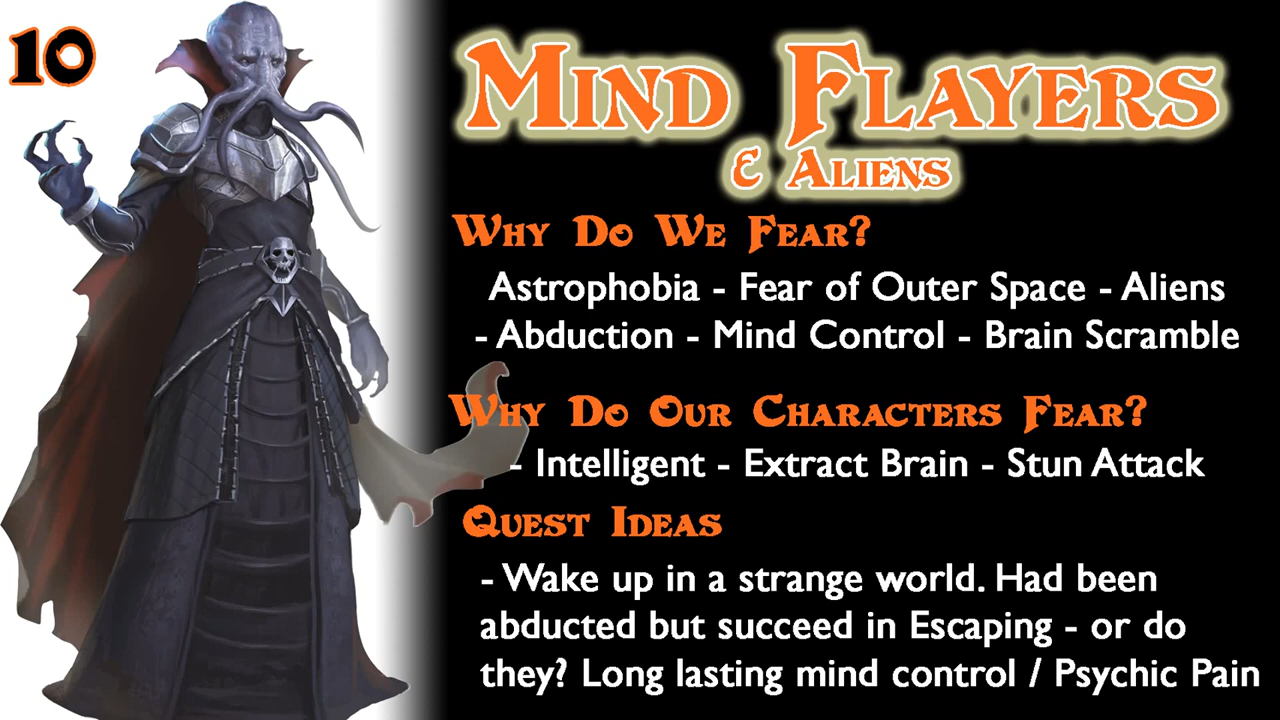 10
Mind Flayers
& Aliens
Why Do We Fear?
Astrophobia - Fear of Outer Space - Aliens
- Abduction - Mind Control - Brain Scramble
Why Do Our Characters Fear?
- Intelligent - Extract Brain - Stun Attack
Quest Ideas
- Wake up in a strange world. Had been
abducted but succeed in Escaping - or do
they? Long lasting mind control / Psychic Pain